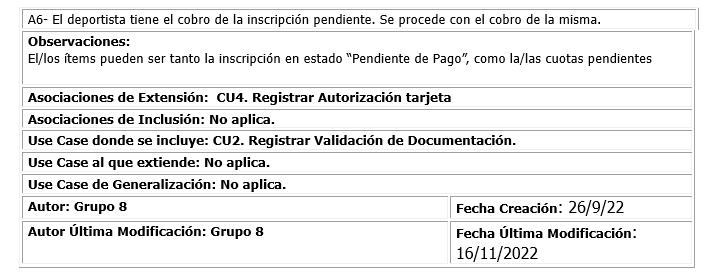 A6- El deportista tiene el cobro de la inscripción pendiente. Se procede con el cobro de la misma.
Observaciones:
El/los ítems pueden ser tanto la inscripción en estado “Pendiente de Pago”, como la/las cuotas pendientes
Asociaciones de Extensión: CU4. Registrar Autorización tarjeta
Asociaciones de Inclusión: No aplica.
Use Case donde se incluye: CU2. Registrar Validación de Documentación.
Use Case al que extiende: No aplica.
Use Case de Generalización: No aplica.
Autor: Grupo 8
Fecha Creación: 26/9/22
Autor Última Modificación: Grupo 8
Fecha Última Modificación:
16/11/2022